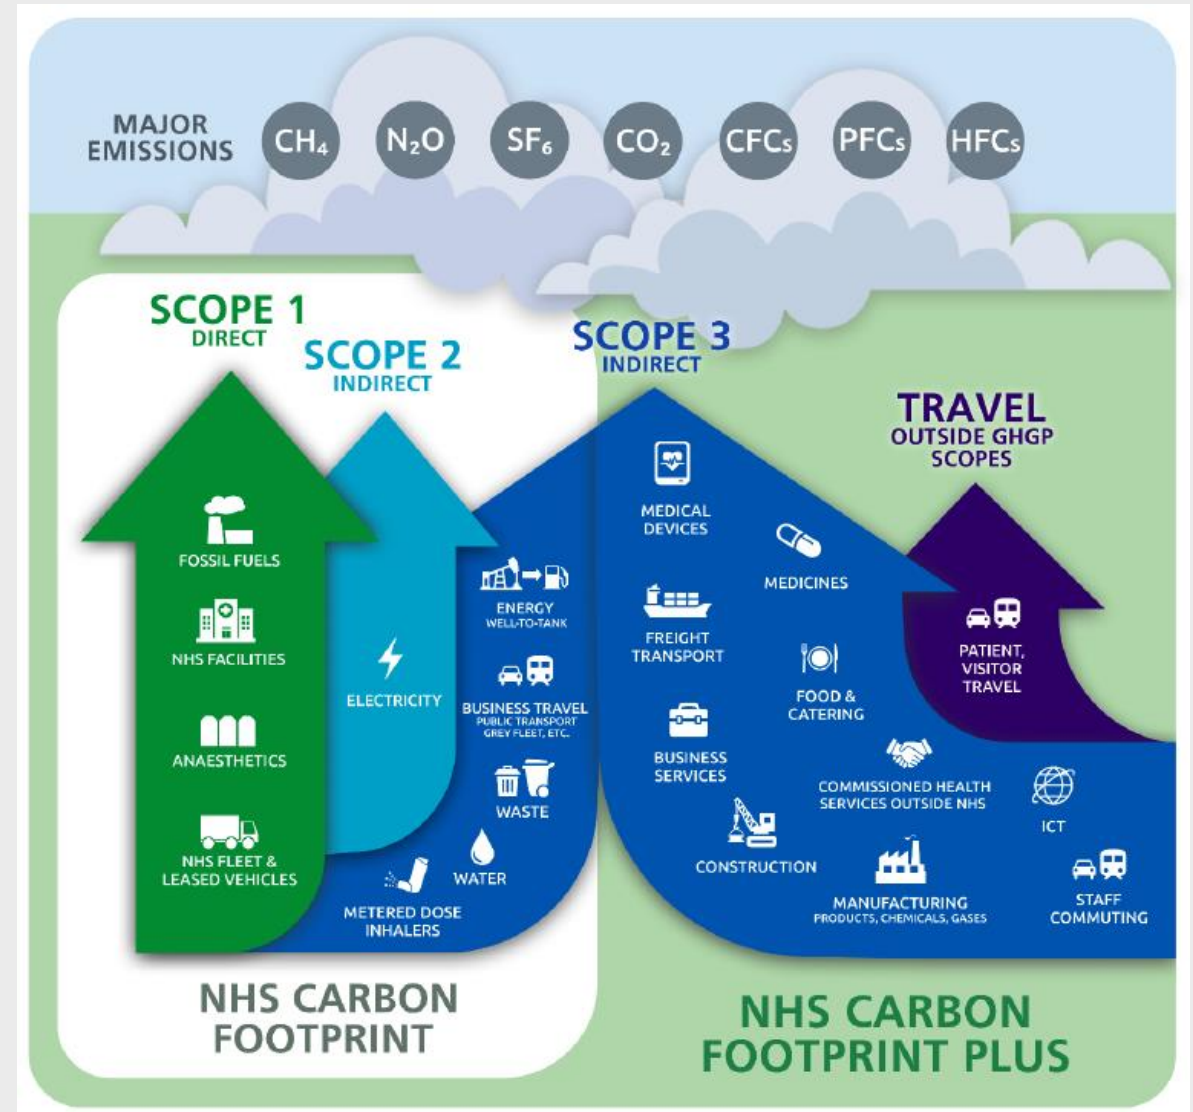 MAJOR
EMISSIONS
CH₄
N₂O
SF₆
CO₂
CFCs
PFCs
HFCs
SCOPE 1
DIRECT
SCOPE 2
INDIRECT
SCOPE 3
INDIRECT
TRAVEL
OUTSIDE GHGP
SCOPES
FOSSIL FUELS
NHS FACILITIES
ANAESTHETICS
NHS FLEET &
LEASED VEHICLES
ELECTRICITY
ENERGY
WELL-TO-TANK
BUSINESS TRAVEL
PUBLIC TRANSPORT
GREY FLEET, ETC.
WASTE
WATER
METERED DOSE
INHALERS
MEDICAL
DEVICES
MEDICINES
FREIGHT
TRANSPORT
FOOD &
CATERING
BUSINESS
SERVICES
COMMISSIONED HEALTH
SERVICES OUTSIDE NHS
CONSTRUCTION
MANUFACTURING
PRODUCTS, CHEMICALS, GASES
ICT
STAFF
COMMUTING
PATIENT,
VISITOR
TRAVEL
NHS CARBON
FOOTPRINT
NHS CARBON
FOOTPRINT PLUS